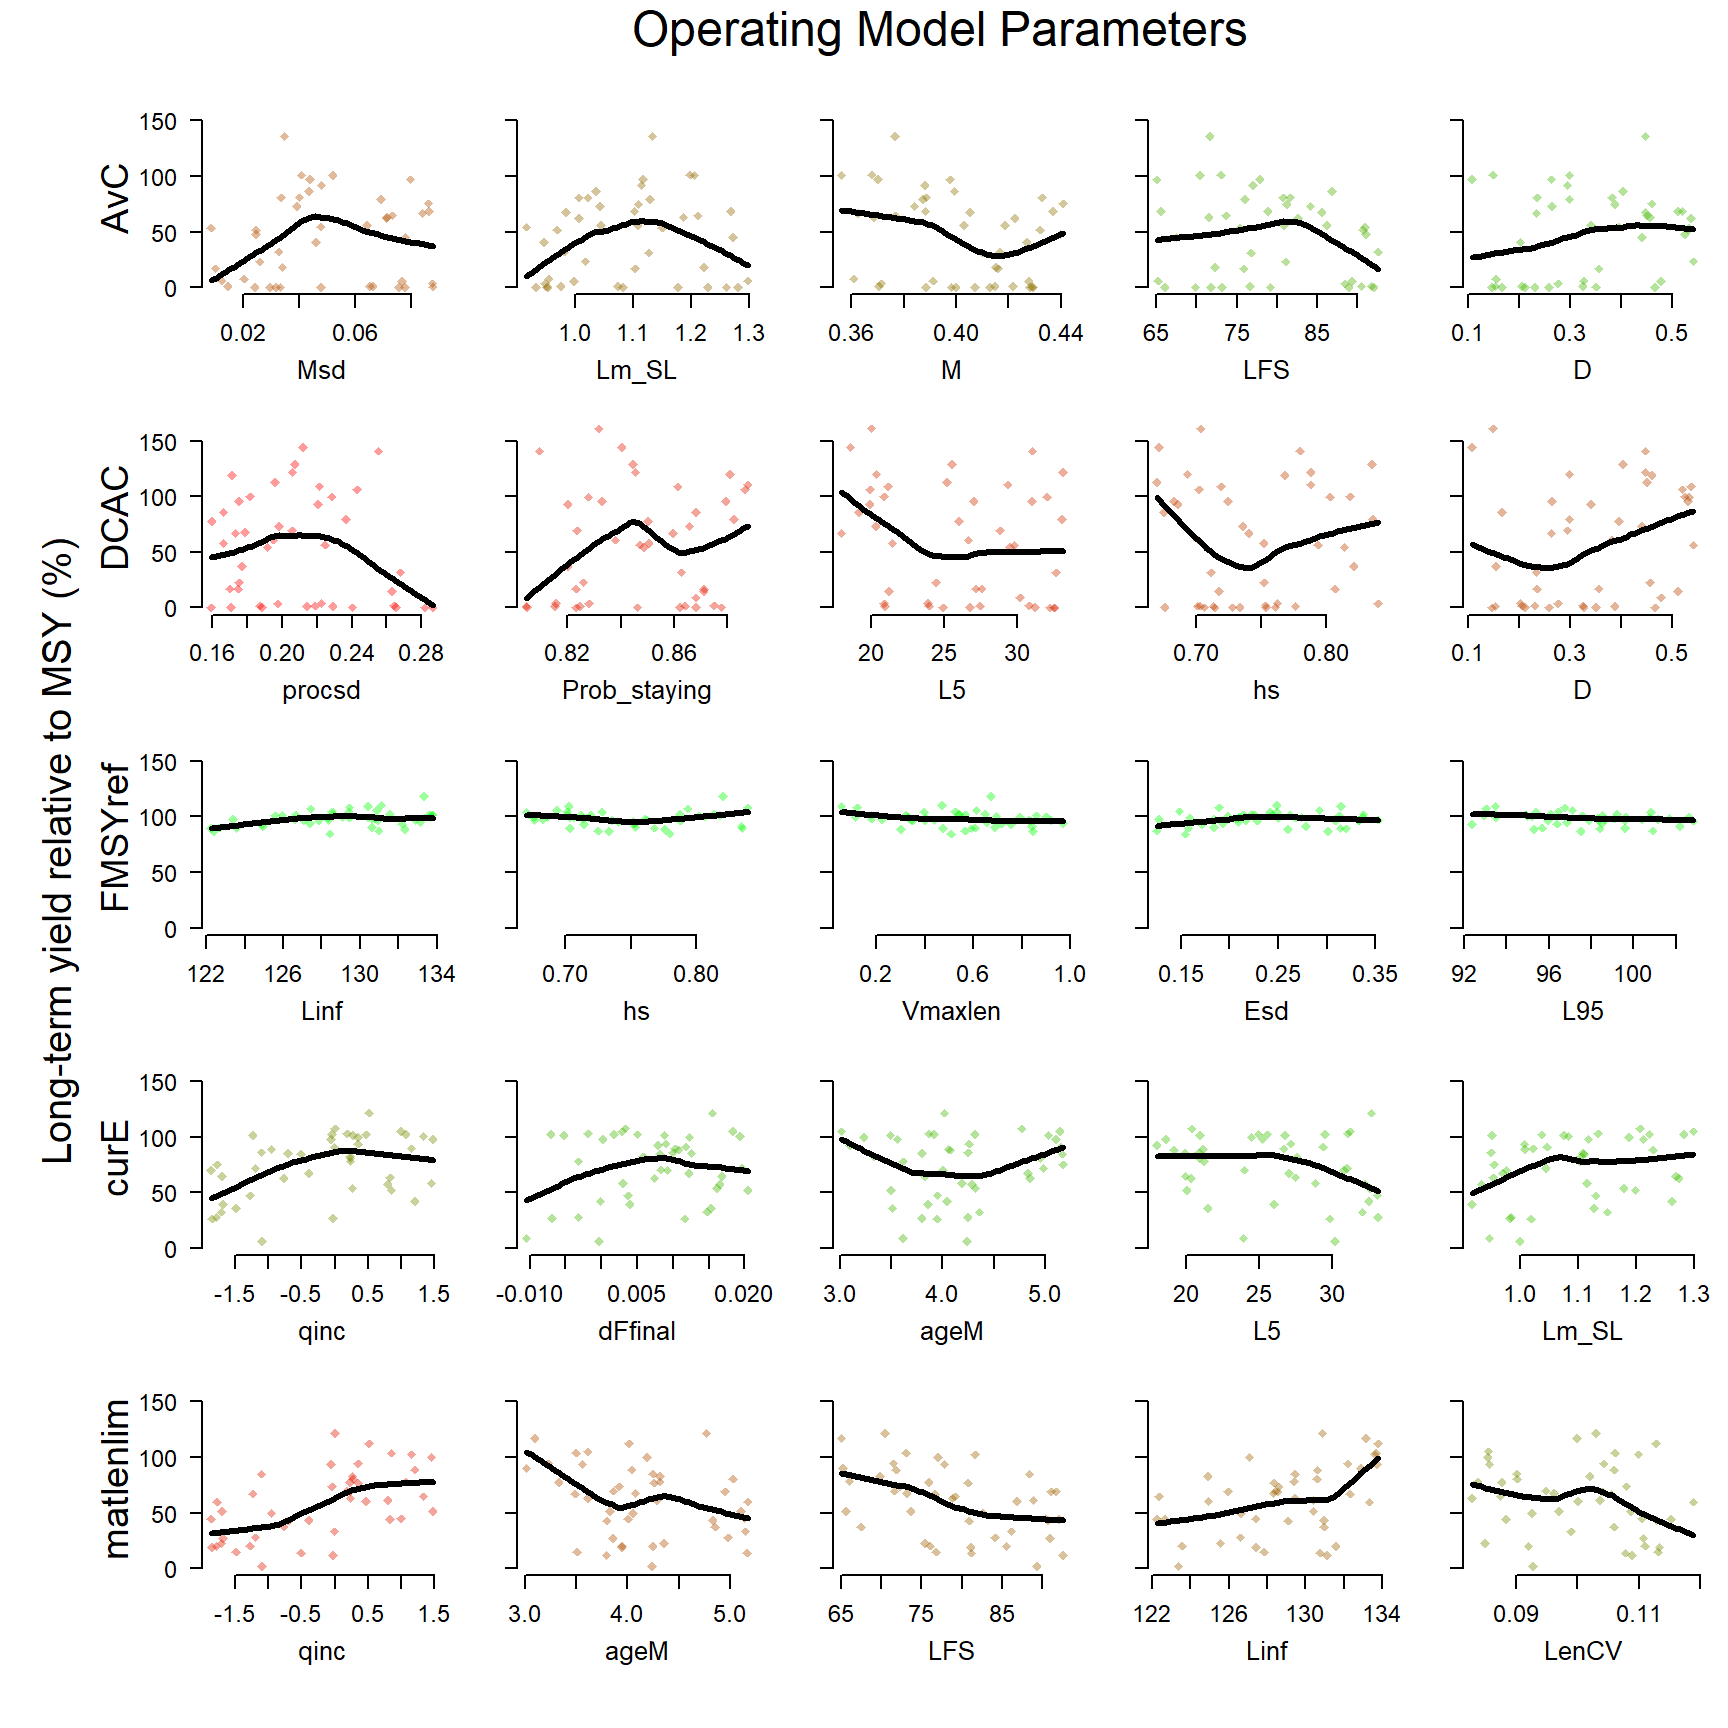 Operating Model Parameters
Long-term yield relative to MSY (%)
AvC
150
100
50
0
0.02 0.06
Msd
1.0 1.1 1.2 1.3
Lm_SL
0.36 0.40 0.44
M
65 75 85
LFS
0.1 0.3 0.5
D
DCAC
150
100
50
0
0.16 0.20 0.24 0.28
procsd
0.82 0.86
Prob_staying
20 25 30
L5
0.70 0.80
hs
0.1 0.3 0.5
D
FMSYref
150
100
50
0
122 126 130 134
Linf
0.70 0.80
hs
0.2 0.6 1.0
Vmaxlen
0.15 0.25 0.35
Esd
92 96 100
L95
curE
150
100
50
0
-1.5 -0.5 0.5 1.5
qinc
-0.010 0.005 0.020
dFfinal
3.0 4.0 5.0
ageM
20 25 30
L5
1.0 1.1 1.2 1.3
Lm_SL
matlenlim
150
100
50
0
-1.5 -0.5 0.5 1.5
qinc
3.0 4.0 5.0
ageM
65 75 85
LFS
122 126 130 134
Linf
0.09 0.11
LenCV